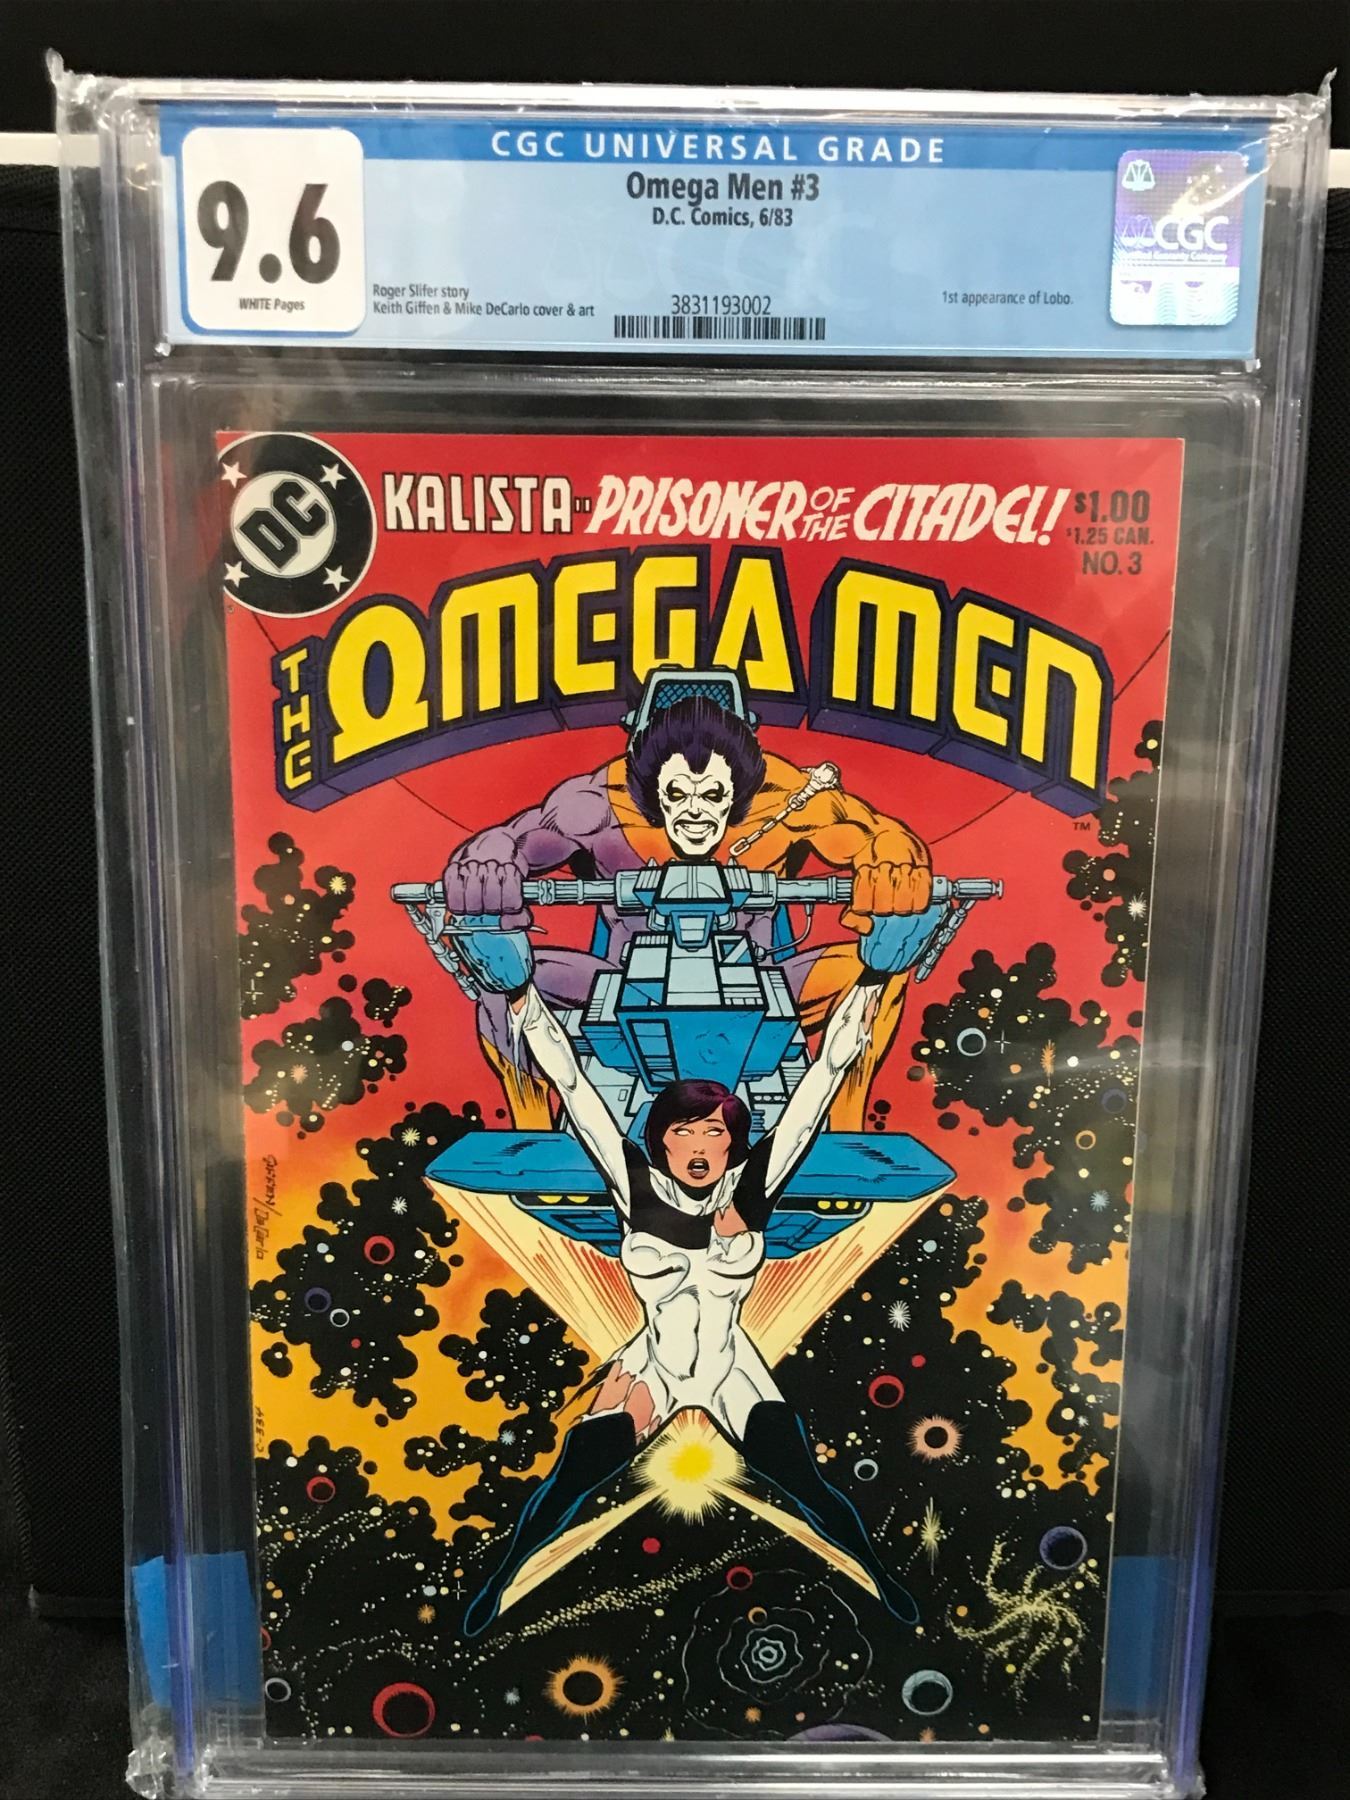 CGC UNIVERSAL GRADE
9.6
WHITE Pages
Omega Men #3
D.C. Comics, 6/83
Roger Slifer story
Keith Giffen & Mike DeCarlo cover & art
3831193002
1st appearance of Lobo.
CGC
DC
KALISTA-- PRISONER OF THE CITADEL!
$1.00
$1.25 CAN.
NO. 3
THE OMEGA MEN
TM
GIFFEN/DeCarlo